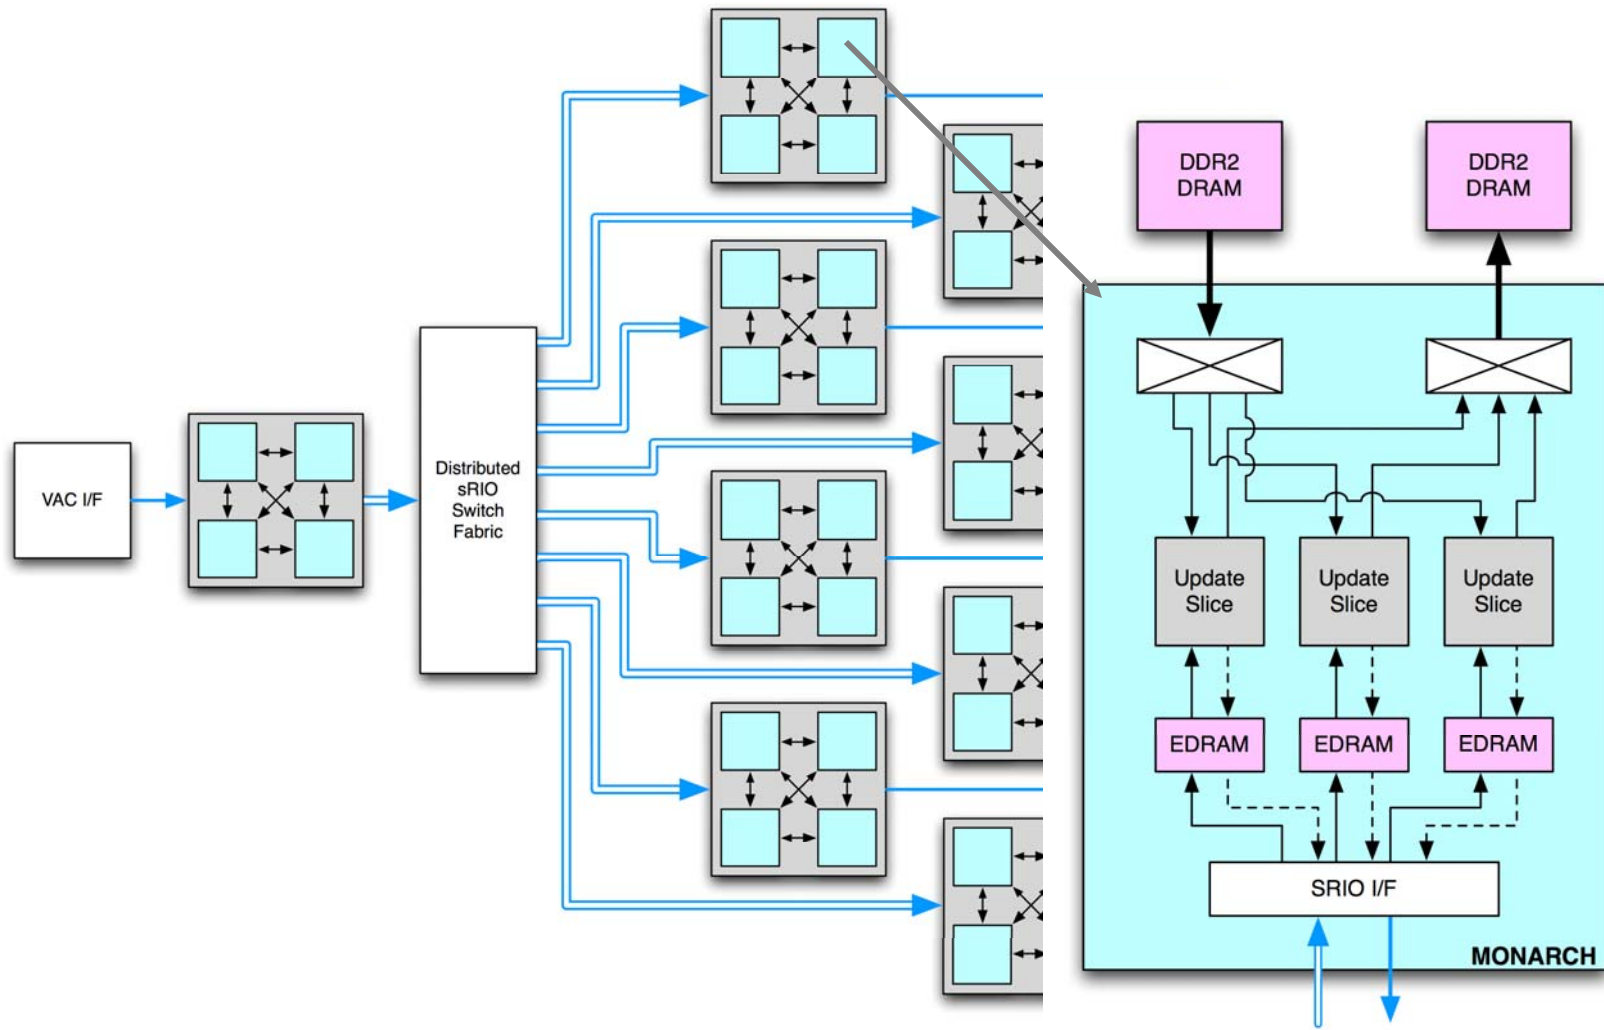 VAC I/F
Distributed
sRIO
Switch
Fabric
DDR2
DRAM
DDR2
DRAM
Update
Slice
Update
Slice
Update
Slice
EDRAM
EDRAM
EDRAM
SRIO I/F
MONARCH